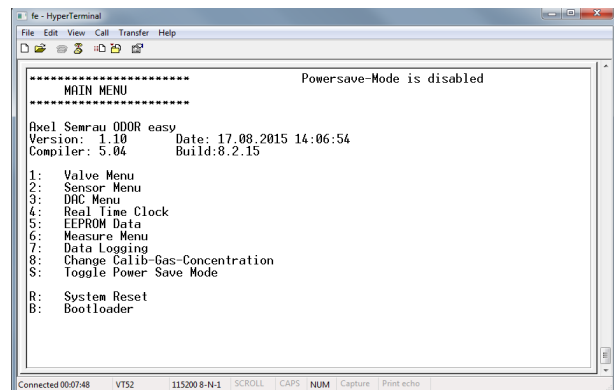 fe - HyperTerminal
File Edit View Call Transfer Help
************************ Powersave-Mode is disabled
MAIN MENU
************************
Axel Semrau ODOR easy
Version: 1.10 Date: 17.08.2015 14:06:54
Compiler: 5.04 Build:8.2.15
1: Valve Menu
2: Sensor Menu
3: DAC Menu
4: Real Time Clock
5: EEPROM Data
6: Measure Menu
7: Data Logging
8: Change Calib-Gas-Concentration
S: Toggle Power Save Mode
R: System Reset
B: Bootloader
Connected 00:07:48 VT52 115200 8-N-1 SCROLL CAPS NUM Capture Print echo